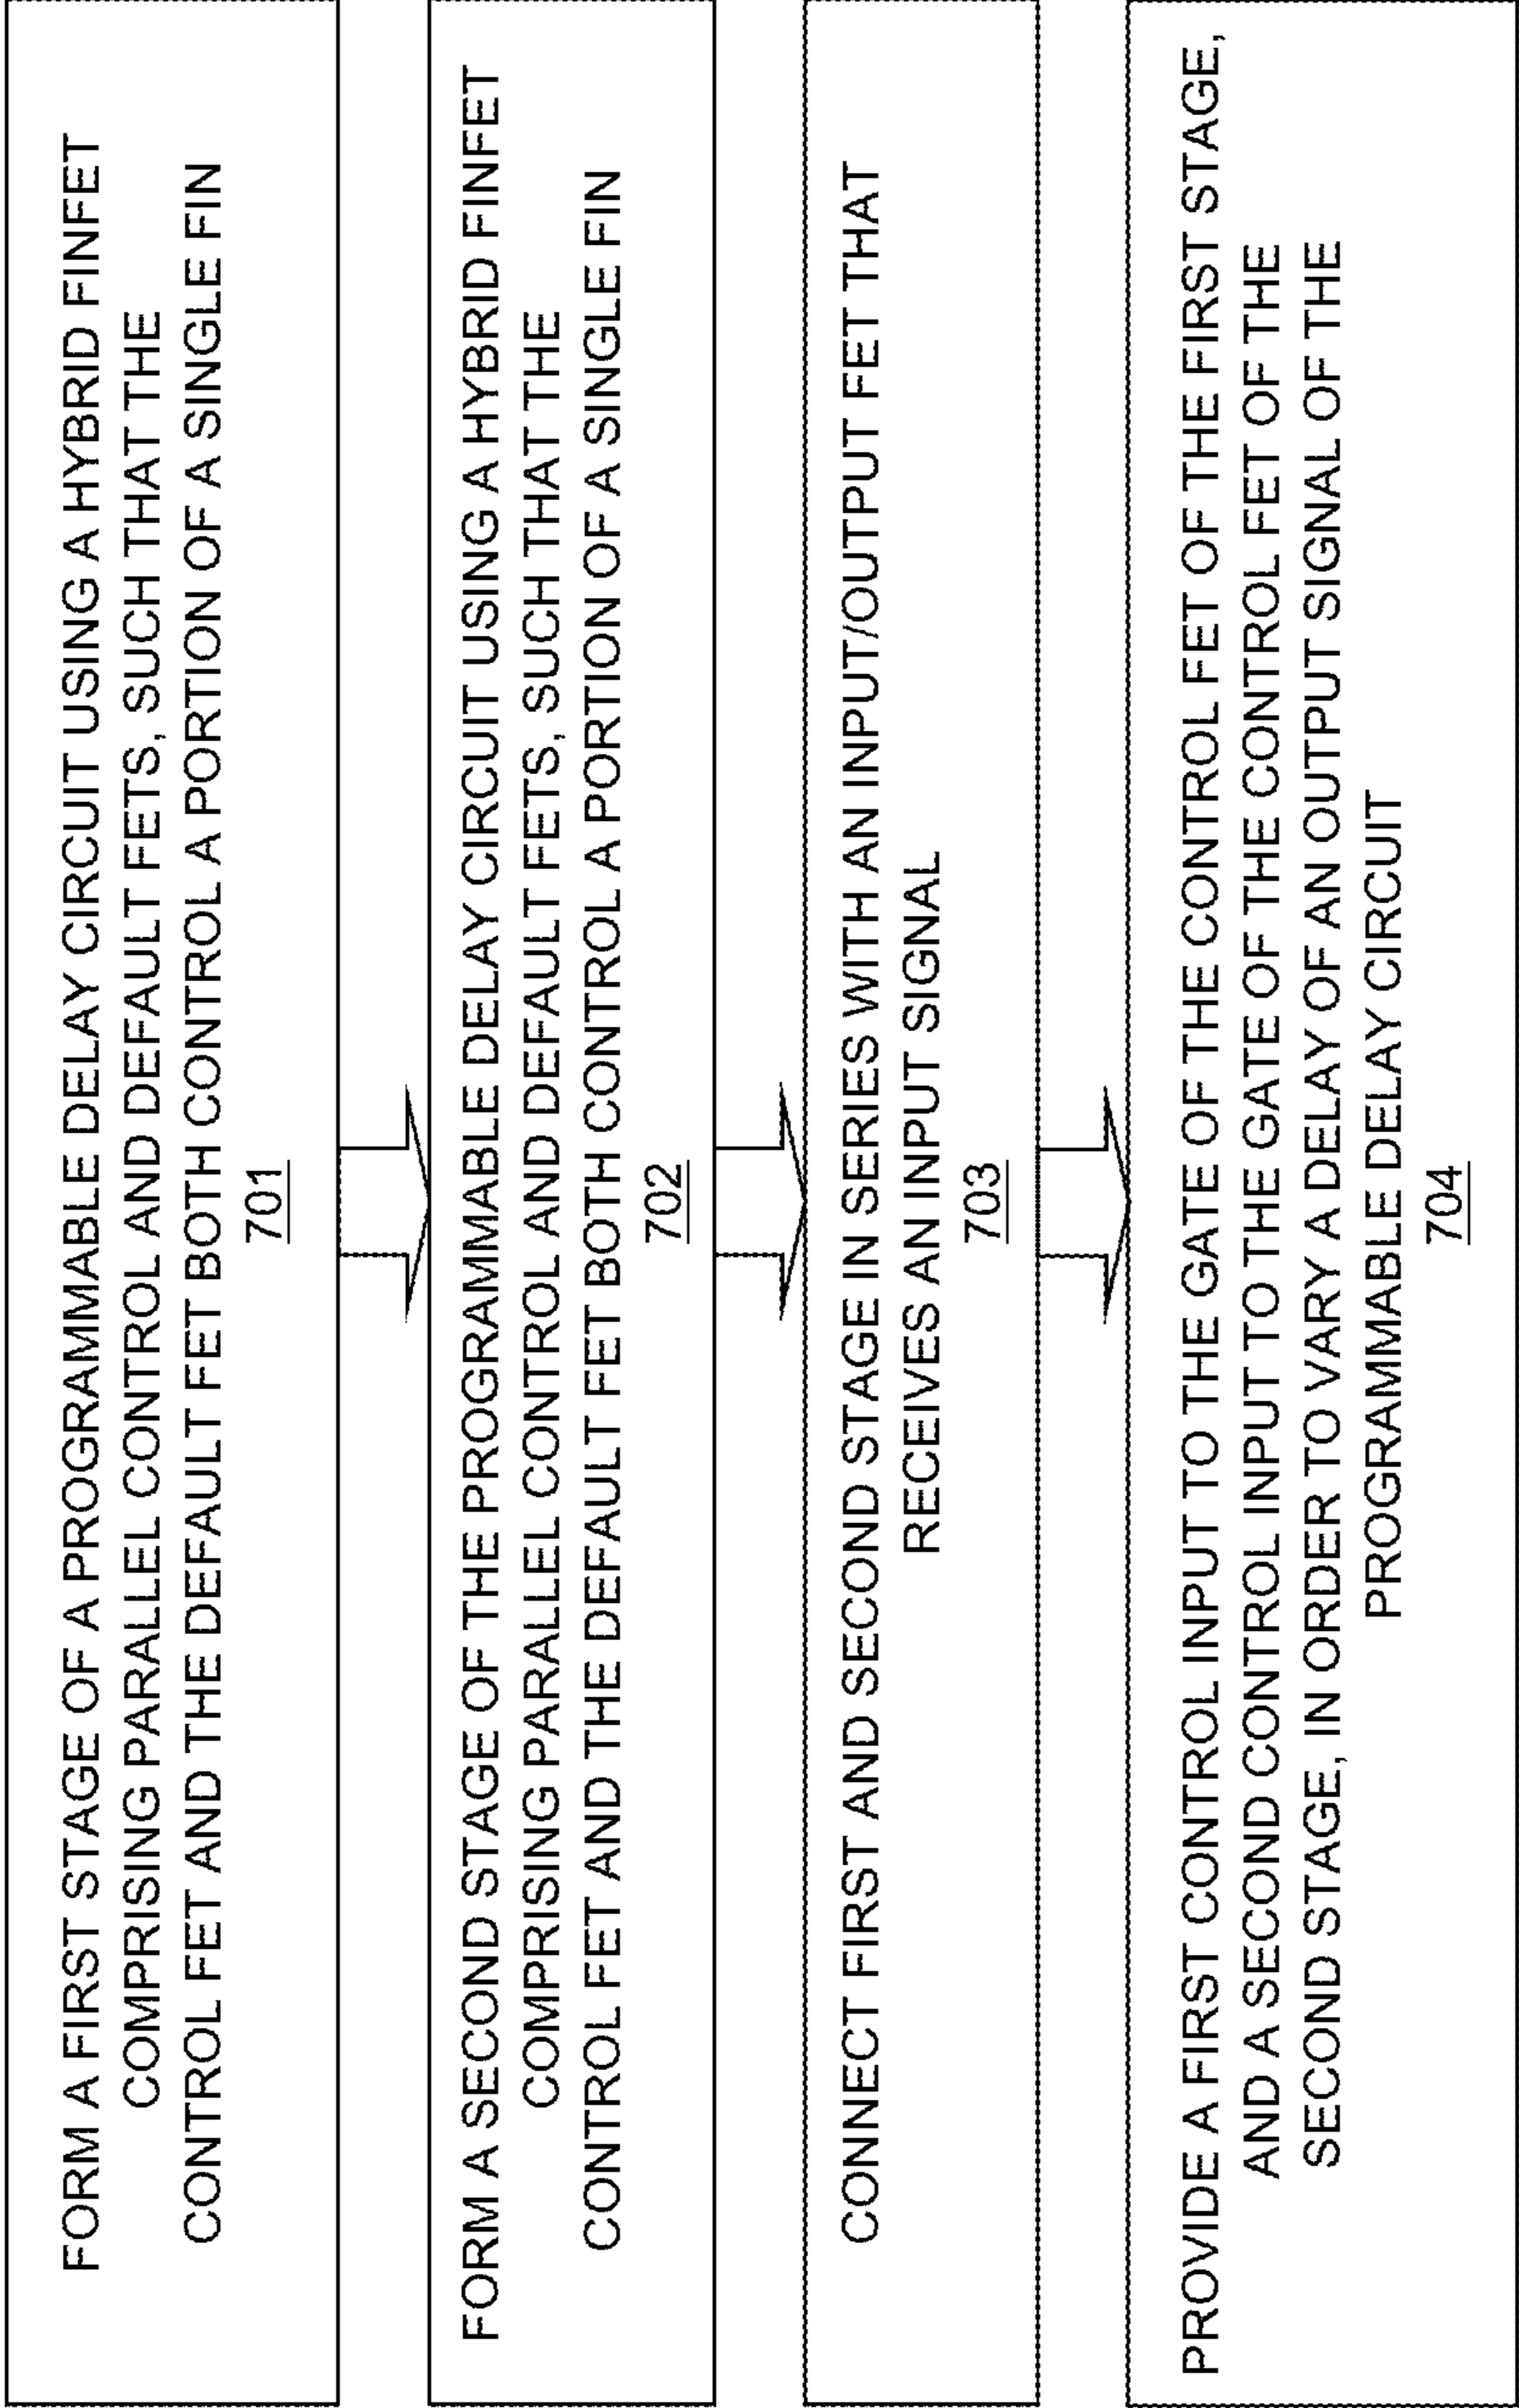 FORM A FIRST STAGE OF A PROGRAMMABLE DELAY CIRCUIT USING A HYBRID FINFET
COMPRISING PARALLEL CONTROL AND DEFAULT FETS, SUCH THAT THE
CONTROL FET AND THE DEFAULT FET BOTH CONTROL A PORTION OF A SINGLE FIN
701
FORM A SECOND STAGE OF THE PROGRAMMABLE DELAY CIRCUIT USING A HYBRID FINFET
COMPRISING PARALLEL CONTROL AND DEFAULT FETS, SUCH THAT THE
CONTROL FET AND THE DEFAULT FET BOTH CONTROL A PORTION OF A SINGLE FIN
702
CONNECT FIRST AND SECOND STAGE IN SERIES WITH AN INPUT/OUTPUT FET THAT
RECEIVES AN INPUT SIGNAL
703
PROVIDE A FIRST CONTROL INPUT TO THE GATE OF THE CONTROL FET OF THE FIRST STAGE,
AND A SECOND CONTROL INPUT TO THE GATE OF THE CONTROL FET OF THE
SECOND STAGE, IN ORDER TO VARY A DELAY OF AN OUTPUT SIGNAL OF THE
PROGRAMMABLE DELAY CIRCUIT
704